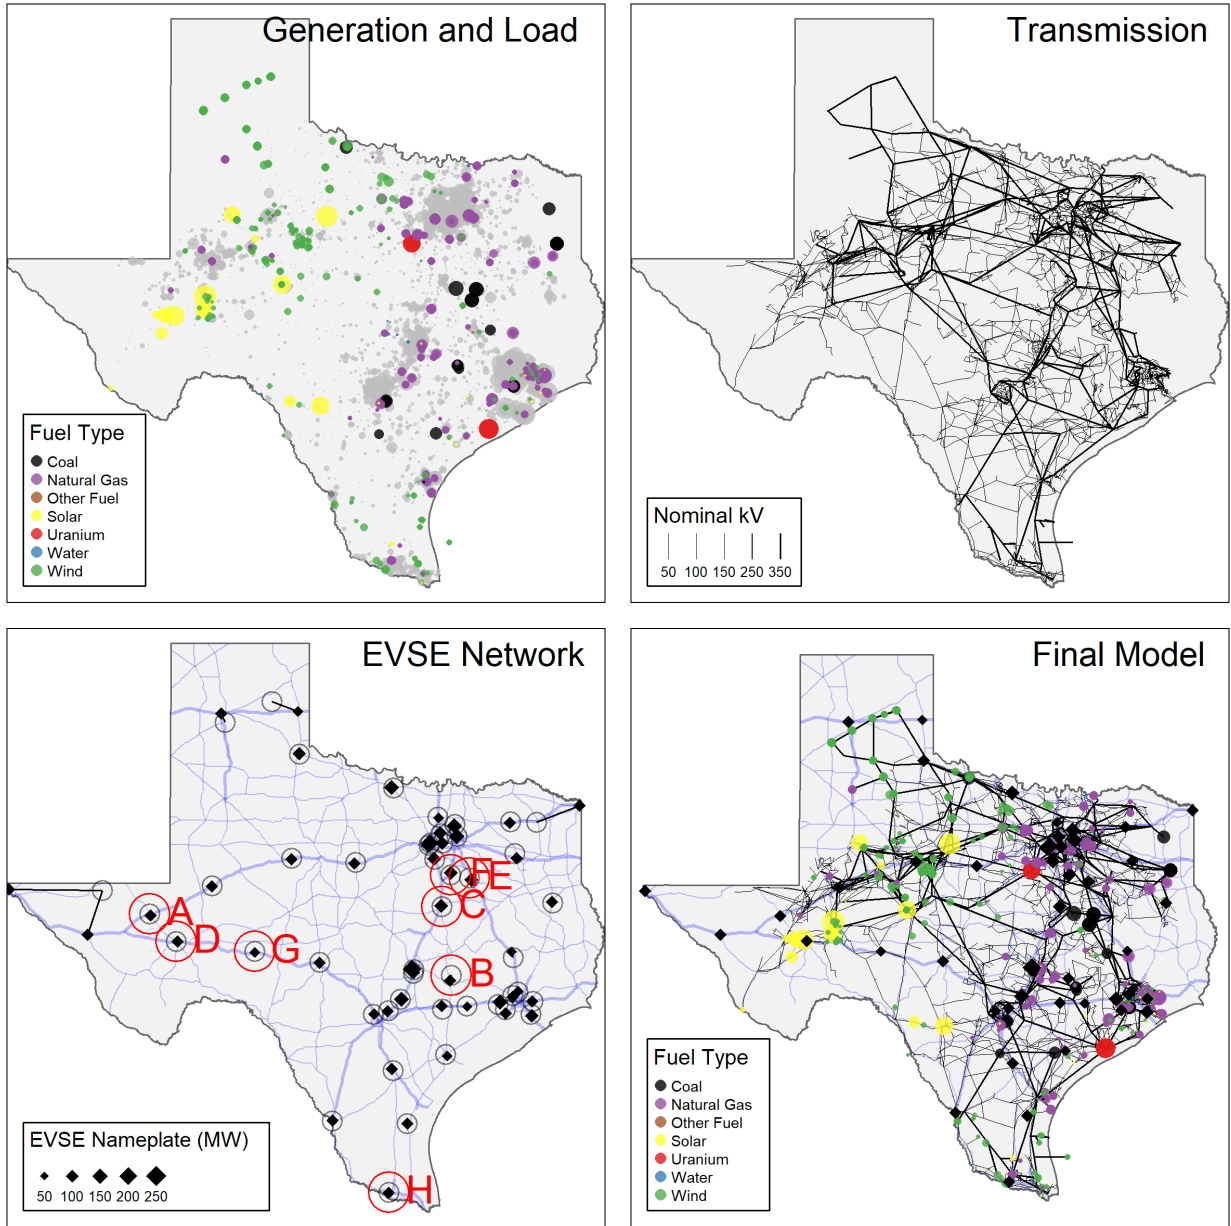 Generation and Load
Fuel Type
Coal
Natural Gas
Other Fuel
Solar
Uranium
Water
Wind
Transmission
Nominal kV
50 100 150 250 350
EVSE Network
A
D
G
F
E
C
B
H
EVSE Nameplate (MW)
50 100 150 200 250
Final Model
Fuel Type
Coal
Natural Gas
Other Fuel
Solar
Uranium
Water
Wind